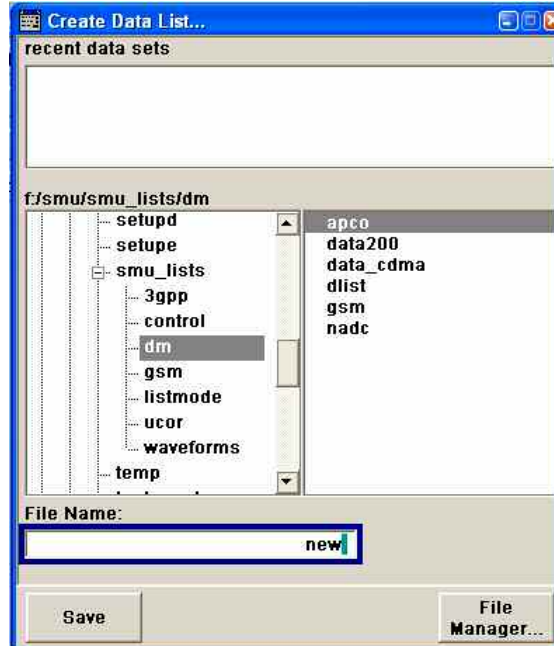 Create Data List...
recent data sets
f:/smu/smu_lists/dm
setupd
setupe
smu_lists
3gpp
control
dm
gsm
listmode
ucor
waveforms
temp
apco
data200
data_cdma
dlist
gsm
nadc
File Name:
new
Save
File
Manager...